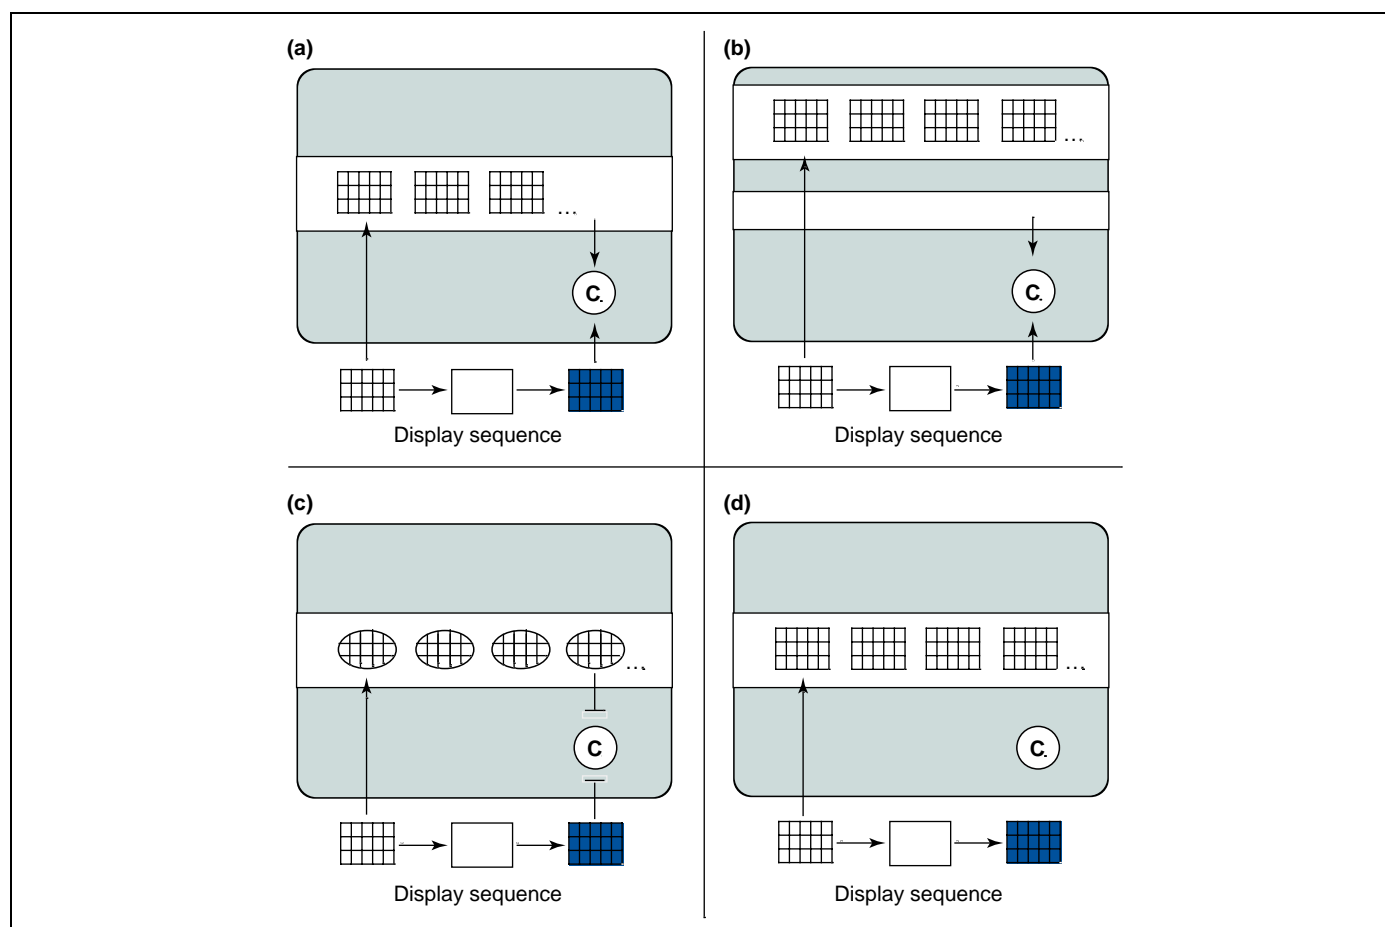 (a)
...
C
Display sequence
(b)
...
C
Display sequence
(c)
...
C
Display sequence
(d)
...
C
Display sequence